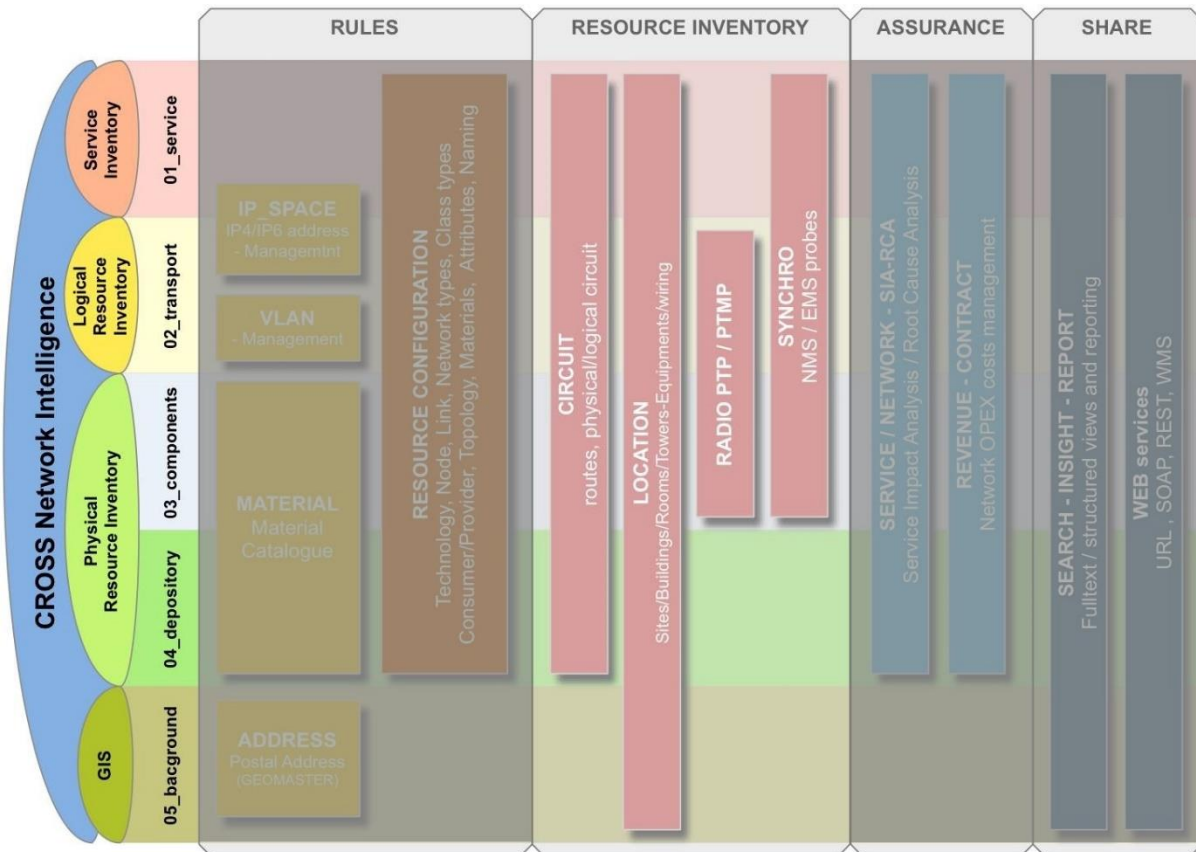 RULES
RESOURCE INVENTORY
ASSURANCE
SHARE
CROSS Network Intelligence
Service
Inventory
Logical
Resource
Inventory
Physical
Resource Inventory
GIS
01_service
02_transport
03_components
04_depository
05_bacground
IP_SPACE
IP4/IP6 address
- Managemtnt
VLAN
- Management
MATERIAL
Material
Catalogue
ADDRESS
Postal Address
(GEOMASTER)
RESOURCE CONFIGURATION
Technology, Node, Link, Network types, Class types
Consumer/Provider, Topology, Materials, Attributes, Naming
CIRCUIT
routes, physical/logical circuit
LOCATION
Sites/Buildings/Rooms/Towers-Equipments/wiring
RADIO PTP / PTMP
SYNCHRO
NMS / EMS probes
SERVICE / NETWORK - SIA-RCA
Service Impact Analysis / Root Cause Analysis
REVENUE - CONTRACT
Network OPEX costs management
SEARCH - INSIGHT - REPORT
Fulltext / structured views and reporting
WEB services
URL, SOAP, REST, WMS